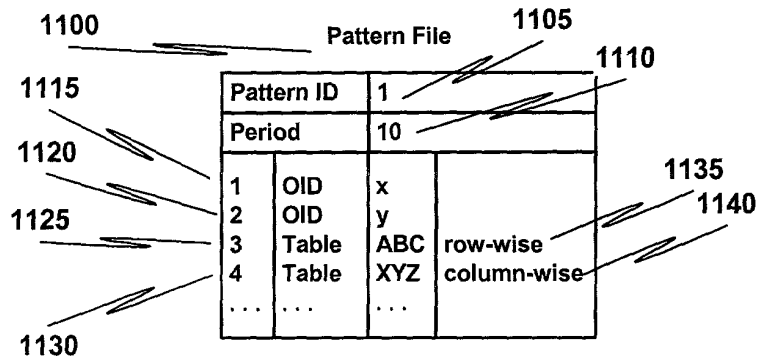 1100
Pattern File
1105
1110
1115
Pattern ID 1
Period 10
1120
1 OID x
2 OID y
1125
3 Table ABC row-wise
1135
4 Table XYZ column-wise
1140
... ... ...
1130